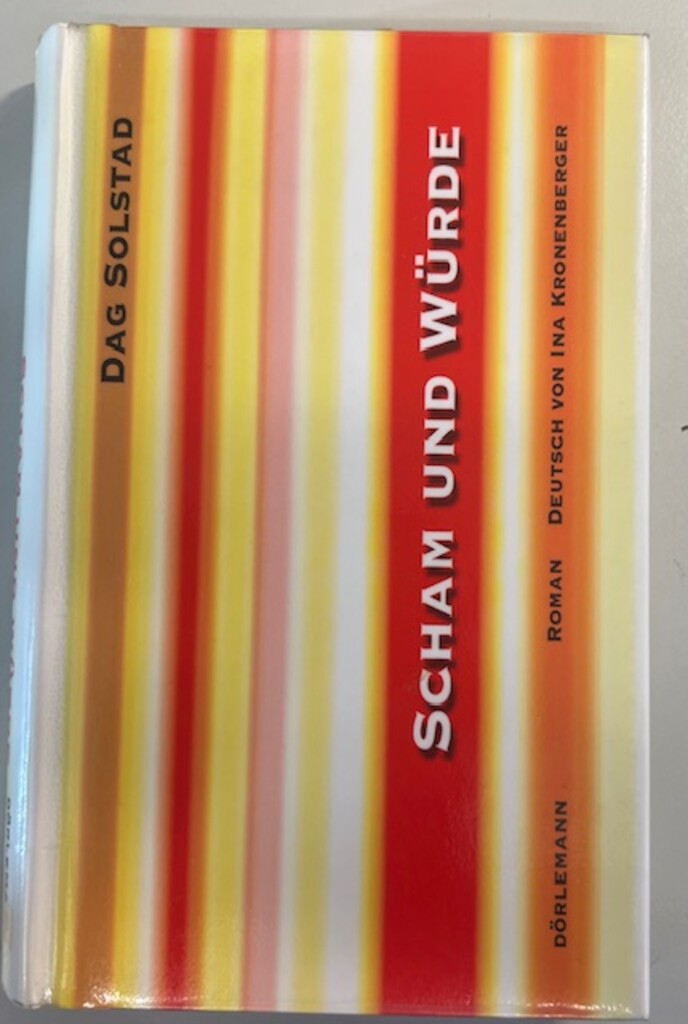 DAG SOLSTAD
SCHAM UND WÜRDE
DÖRLEMANN ROMAN DEUTSCH VON INA KRONENBERGER